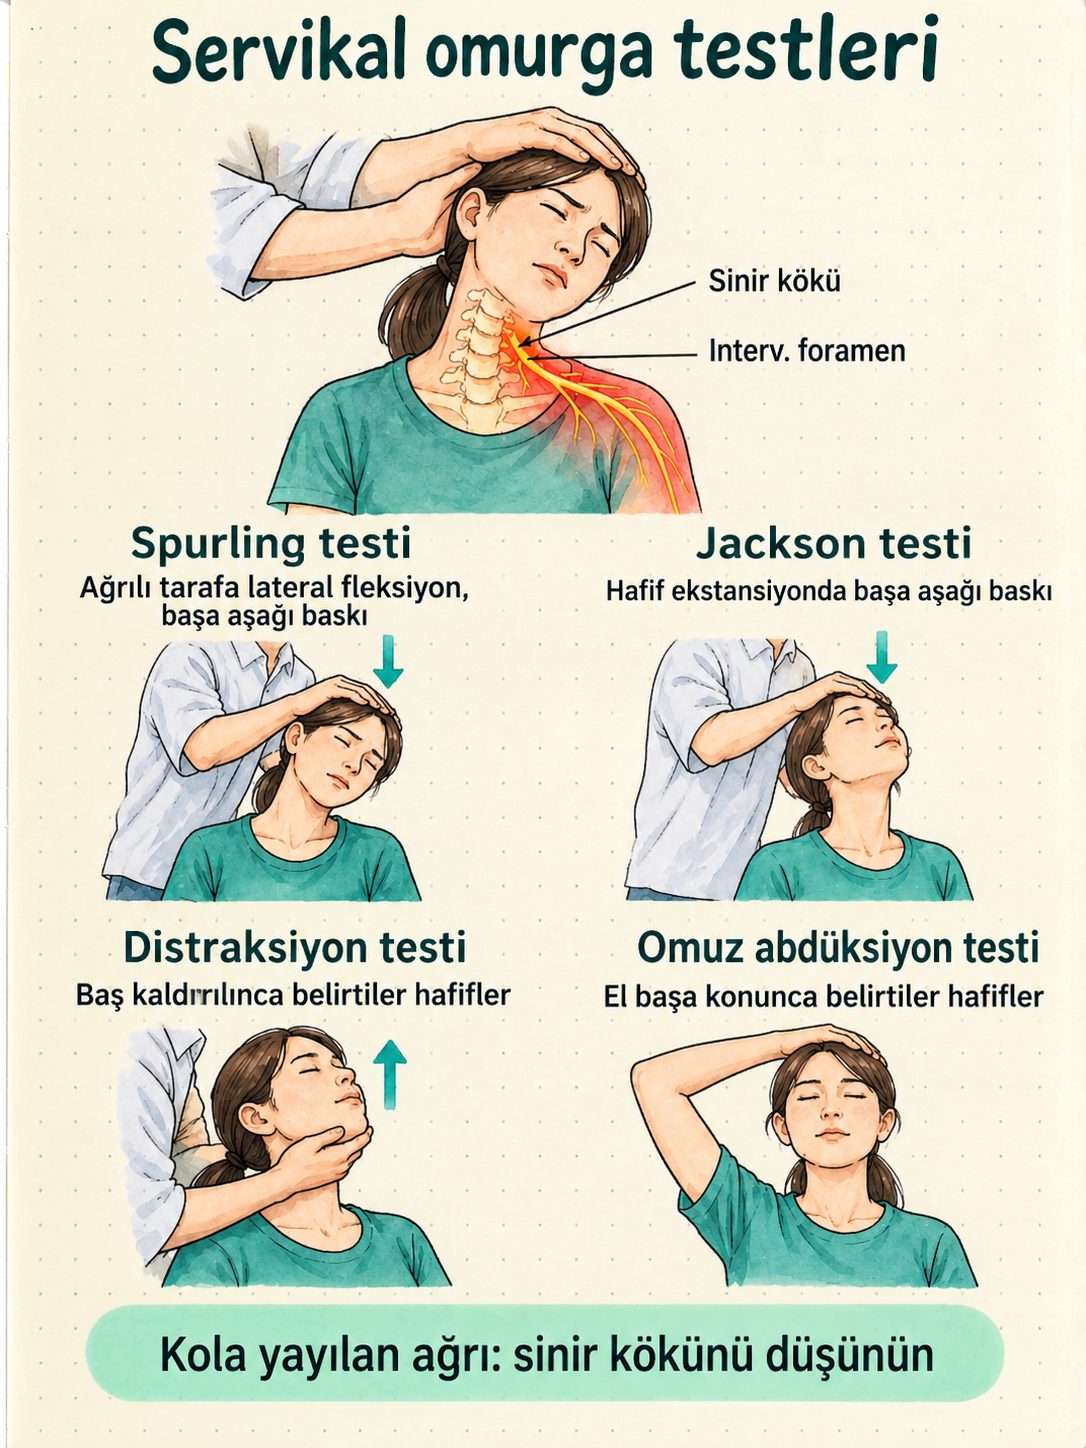 Servikal omurga testleri
Sinir kökü
Interv. foramen
Spurling testi
Ağrılı tarafa lateral fleksiyon,
başa aşağı baskı
Jackson testi
Hafif ekstansiyonda başa aşağı baskı
Distraksiyon testi
Baş belirtiler hafifler
Omuz abdüksiyon testi
El başa konunca belirtiler hafifler
Kola yayılan ağrı: sinir kökünü düşünün